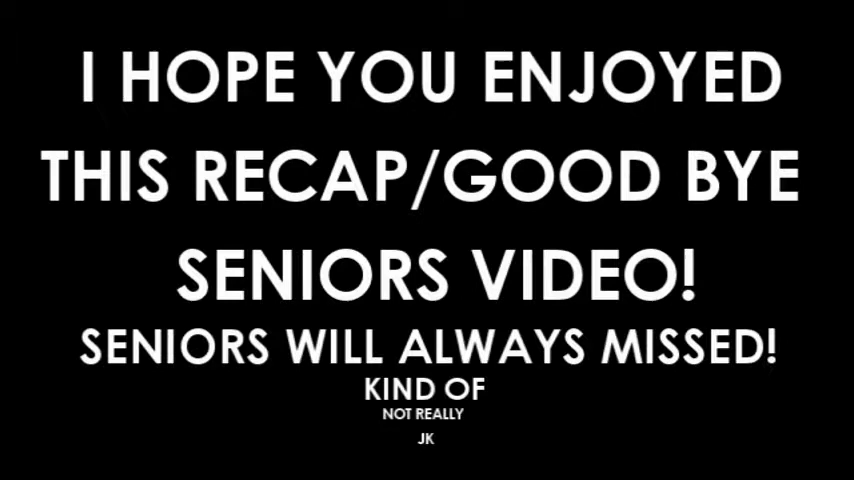 I HOPE YOU ENJOYED
THIS RECAP/GOOD BYE
SENIORS VIDEO!
SENIORS WILL ALWAYS MISSED!
KIND OF
NOT REALLY
JK